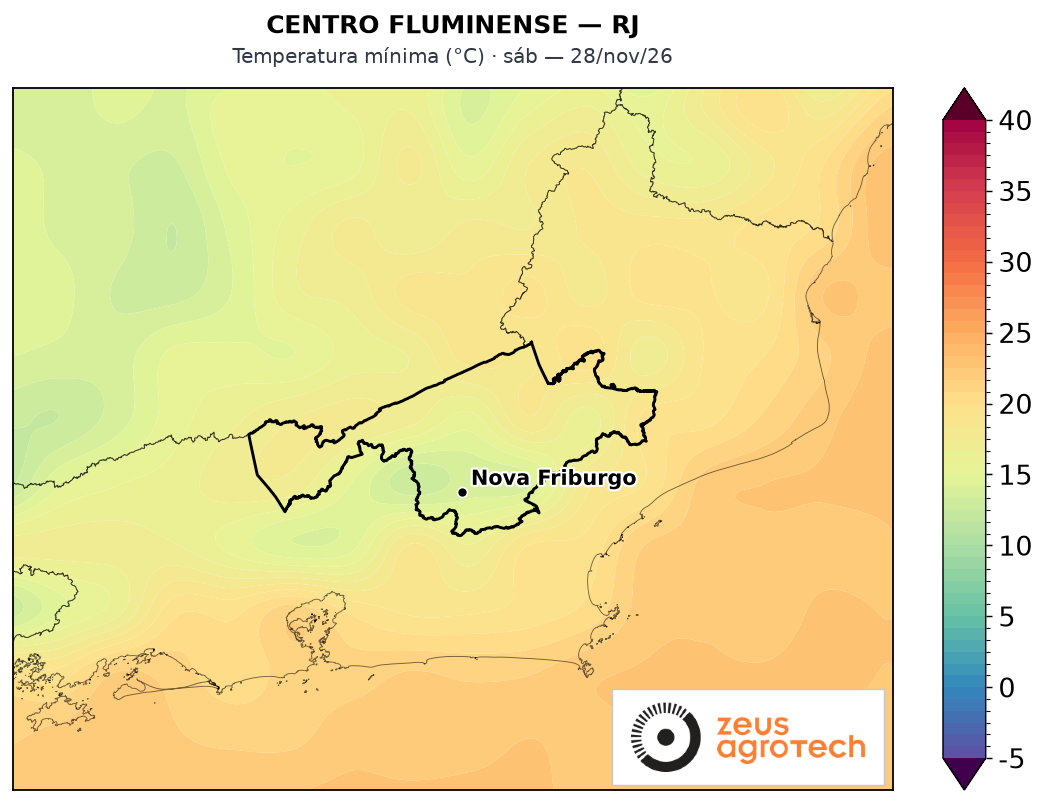 CENTRO FLUMINENSE — RJ
Temperatura mínima (°C) · sáb — 28/nov/26
40
35
30
25
20
15
10
5
0
-5
Nova Friburgo
zeus
agrotech